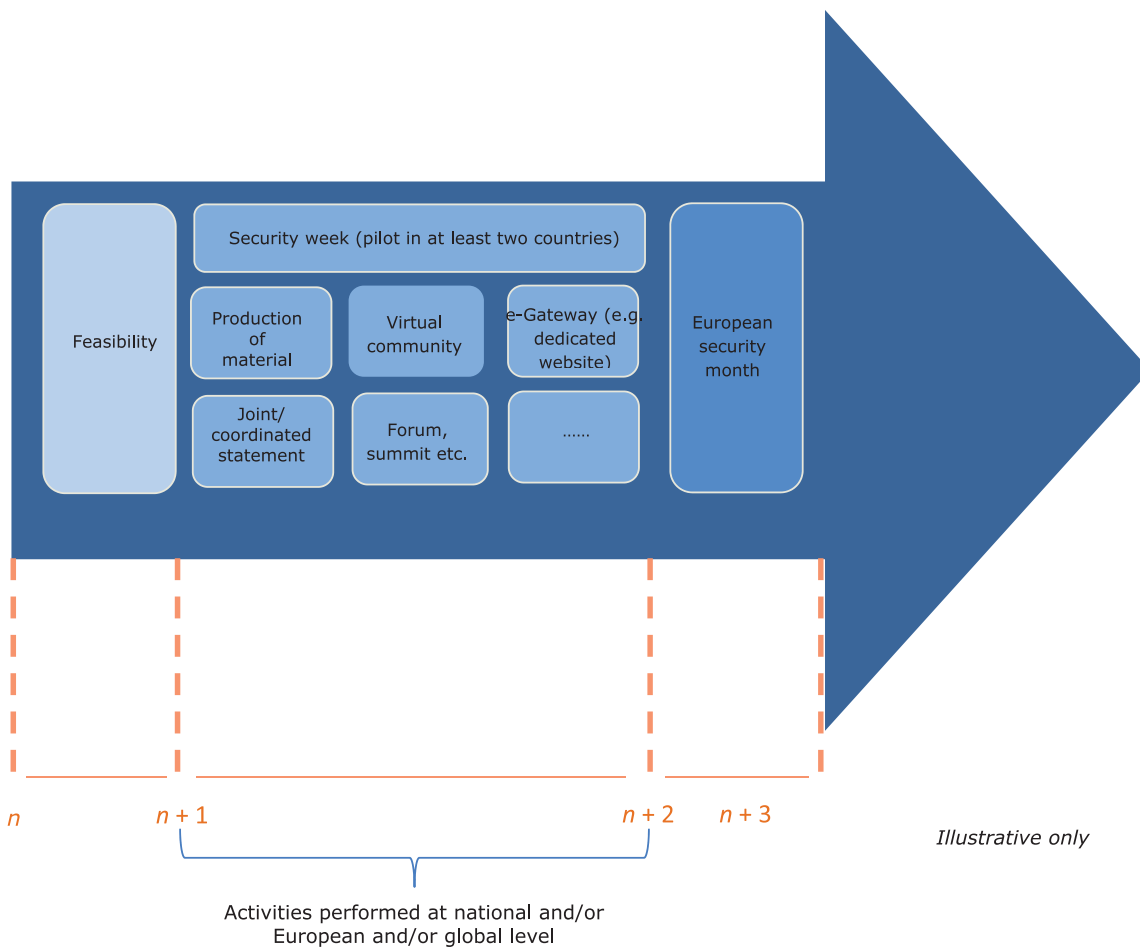 Security week (pilot in at least two countries)
Feasibility
Production
of
material
Virtual
community
e-Gateway (e.g.
dedicated
website)
European
security
month
Joint/
coordinated
statement
Forum,
summit etc.
......
n
n + 1
n + 2
n + 3
Illustrative only
Activities performed at national and/or
European and/or global level